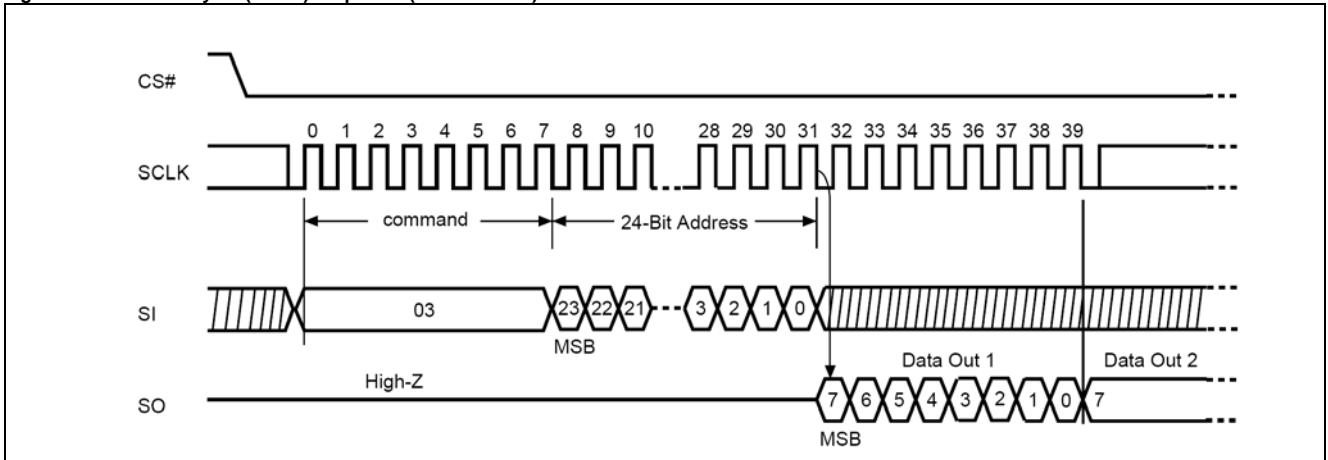 CS#
0 1 2 3 4 5 6 7 8 9 10 28 29 30 31 32 33 34 35 36 37 38 39
SCLK
command 24-Bit Address
SI 03 23 22 21 3 2 1 0
MSB
Data Out 1 Data Out 2
High-Z
SO 7 6 5 4 3 2 1 0 7
MSB